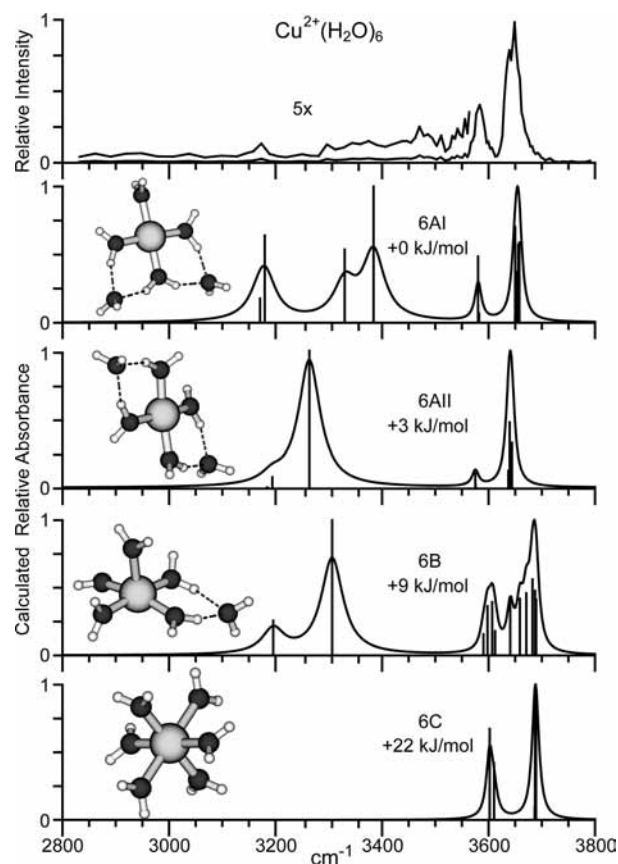 Cu²⁺(H₂O)₆
Relative Intensity
1
0
5x
Calculated Relative Absorbance
1
0
6AI
+0 kJ/mol
1
0
6AII
+3 kJ/mol
1
0
6B
+9 kJ/mol
1
0
6C
+22 kJ/mol
2800 3000 3200 3400 3600 3800
cm⁻¹